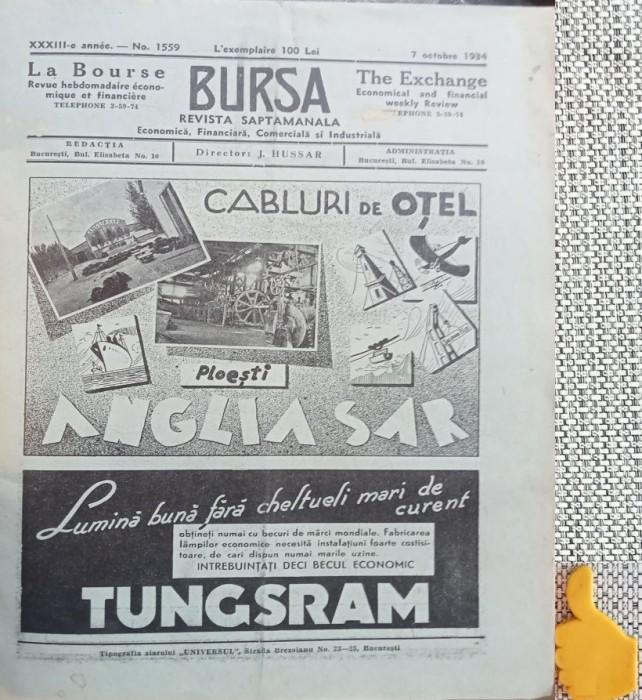 XXXIII-e année. — No. 1559 L'exemplaire 100 Lei 7 octobre 1934
La Bourse
Revue hebdomadaire écono-
mique et financière
TELEPHONE 3-59-74
BURSA
REVISTA SAPTAMANALA
Economică, Financiară, Comercială și Industrială
The Exchange
Economical and financial
weekly Review
EPHONE 3-59-74
REDACȚIA
București, Bul. Elisabeta No. 10
Director: J. HUSSAR
ADMINISTRAȚIA
București, Bul. Elisabeta No. 10
CABLURI DE OȚEL
Ploești
ANGLIA SAR
Lumină bună fără cheltueli mari de
curent
obțineți numai cu becuri de mărci mondiale. Fabricarea
lămpilor economice necesită instalațiuni foarte costisi-
toare, de cari dispun numai marile uzine.
INTREBUINȚAȚI DECI BECUL ECONOMIC
TUNGSRAM
Tipografia ziarului „UNIVERSUL", Strada Brezoianu No. 23—25, București